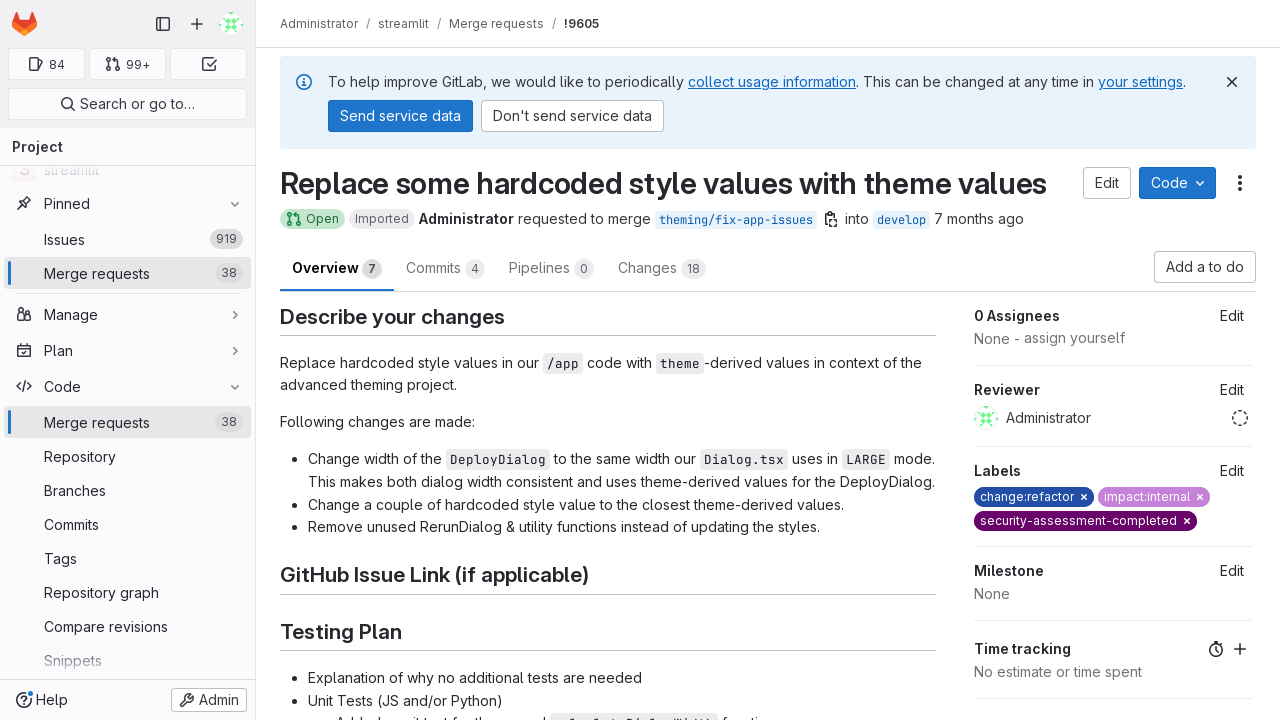 Administrator / streamlit / Merge requests / !9605
84
99+
Search or go to…
Project
streamlit
Pinned
Issues 919
Merge requests 38
Manage
Plan
Code
Merge requests 38
Repository
Branches
Commits
Tags
Repository graph
Compare revisions
Snippets
Help
Admin
To help improve GitLab, we would like to periodically collect usage information. This can be changed at any time in your settings.
Send service data
Don't send service data
Replace some hardcoded style values with theme values
Edit
Code
Open Imported Administrator requested to merge theming/fix-app-issues into develop 7 months ago
Overview 7
Commits 4
Pipelines 0
Changes 18
Add a to do
Describe your changes
Replace hardcoded style values in our /app code with theme-derived values in context of the
advanced theming project.
Following changes are made:
Change width of the DeployDialog to the same width our Dialog.tsx uses in LARGE mode.
This makes both dialog width consistent and uses theme-derived values for the DeployDialog.
Change a couple of hardcoded style value to the closest theme-derived values.
Remove unused RerunDialog & utility functions instead of updating the styles.
GitHub Issue Link (if applicable)
Testing Plan
Explanation of why no additional tests are needed
Unit Tests (JS and/or Python)
0 Assignees Edit
None - assign yourself
Reviewer Edit
Administrator
Labels Edit
change:refactor × impact:internal ×
security-assessment-completed ×
Milestone Edit
None
Time tracking
No estimate or time spent